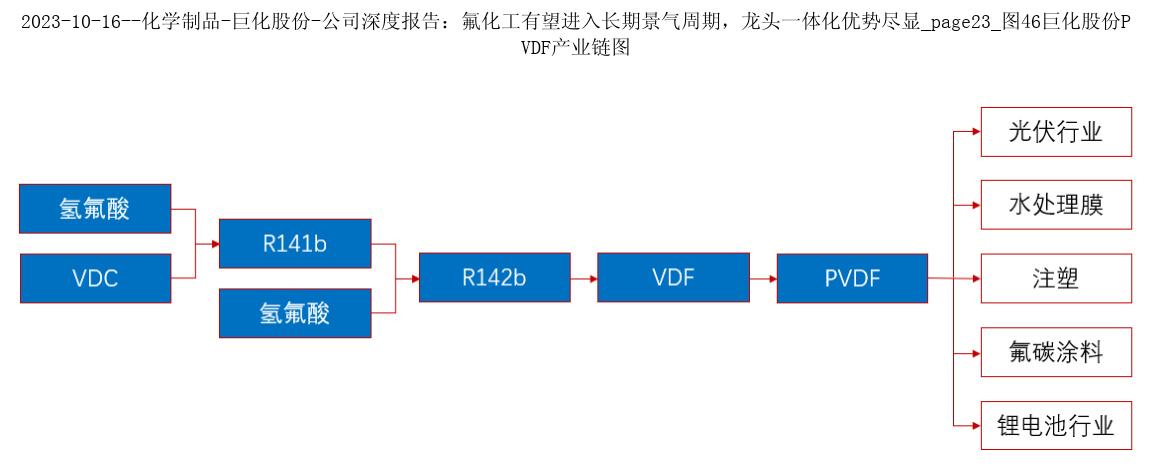 2023-10-16--化学制品-巨化股份-公司深度报告：氟化工有望进入长期景气周期，龙头一体化优势尽显_page23_图46巨化股份P
VDF产业链图
光伏行业
氢氟酸
水处理膜
R141b
VDC
R142b
VDF
PVDF
注塑
氢氟酸
氟碳涂料
锂电池行业